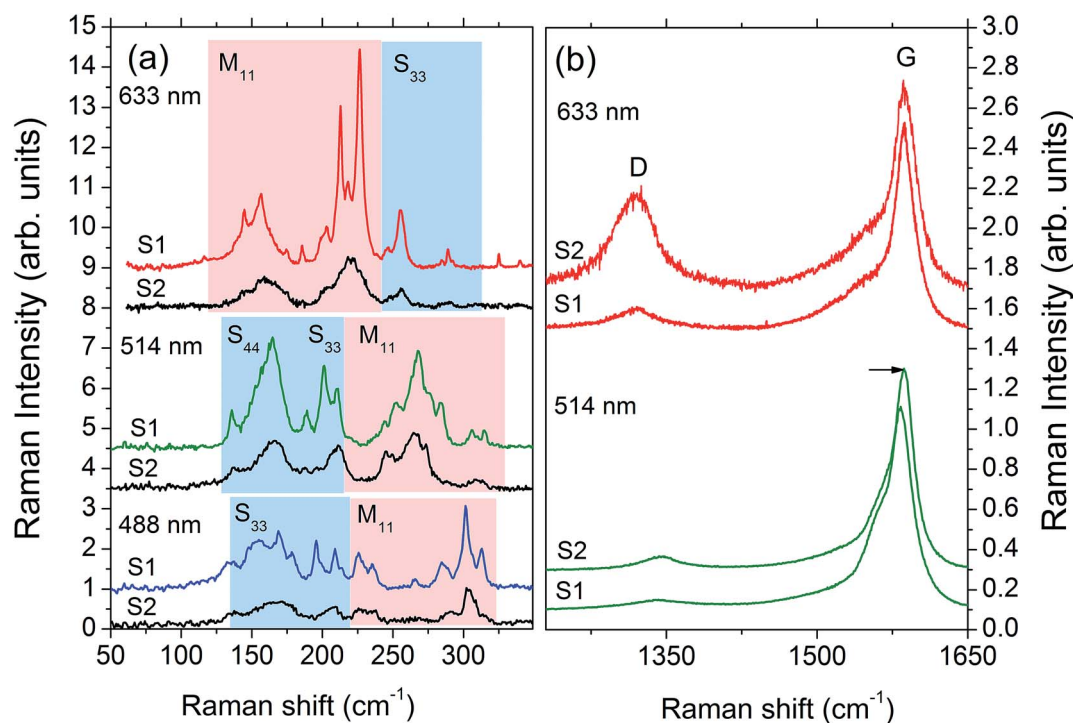 (a)
M₁₁
S₃₃
633 nm
S1
S2
514 nm
S₄₄
S₃₃
M₁₁
S1
S2
488 nm
S₃₃
M₁₁
S1
S2
15
14
13
12
11
10
9
8
7
6
5
4
3
2
1
0
50 100 150 200 250 300
Raman Intensity (arb. units)
Raman shift (cm⁻¹)
(b)
G
633 nm
D
S2
S1
514 nm
S2
S1
3.0
2.8
2.6
2.4
2.2
2.0
1.8
1.6
1.4
1.2
1.0
0.8
0.6
0.4
0.2
0.0
1350 1500 1650
Raman Intensity (arb. units)
Raman shift (cm⁻¹)